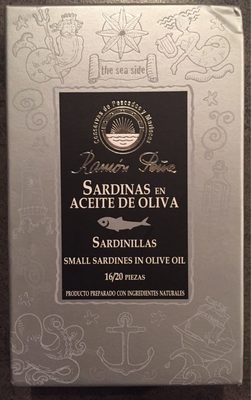 the sea side
Conservas de Pescados y Mariscos
Ramón Peña
SARDINAS EN
ACEITE DE OLIVA
SARDINILLAS
SMALL SARDINES IN OLIVE OIL
16/20 PIEZAS
PRODUCTO PREPARADO CON INGREDIENTES NATURALES